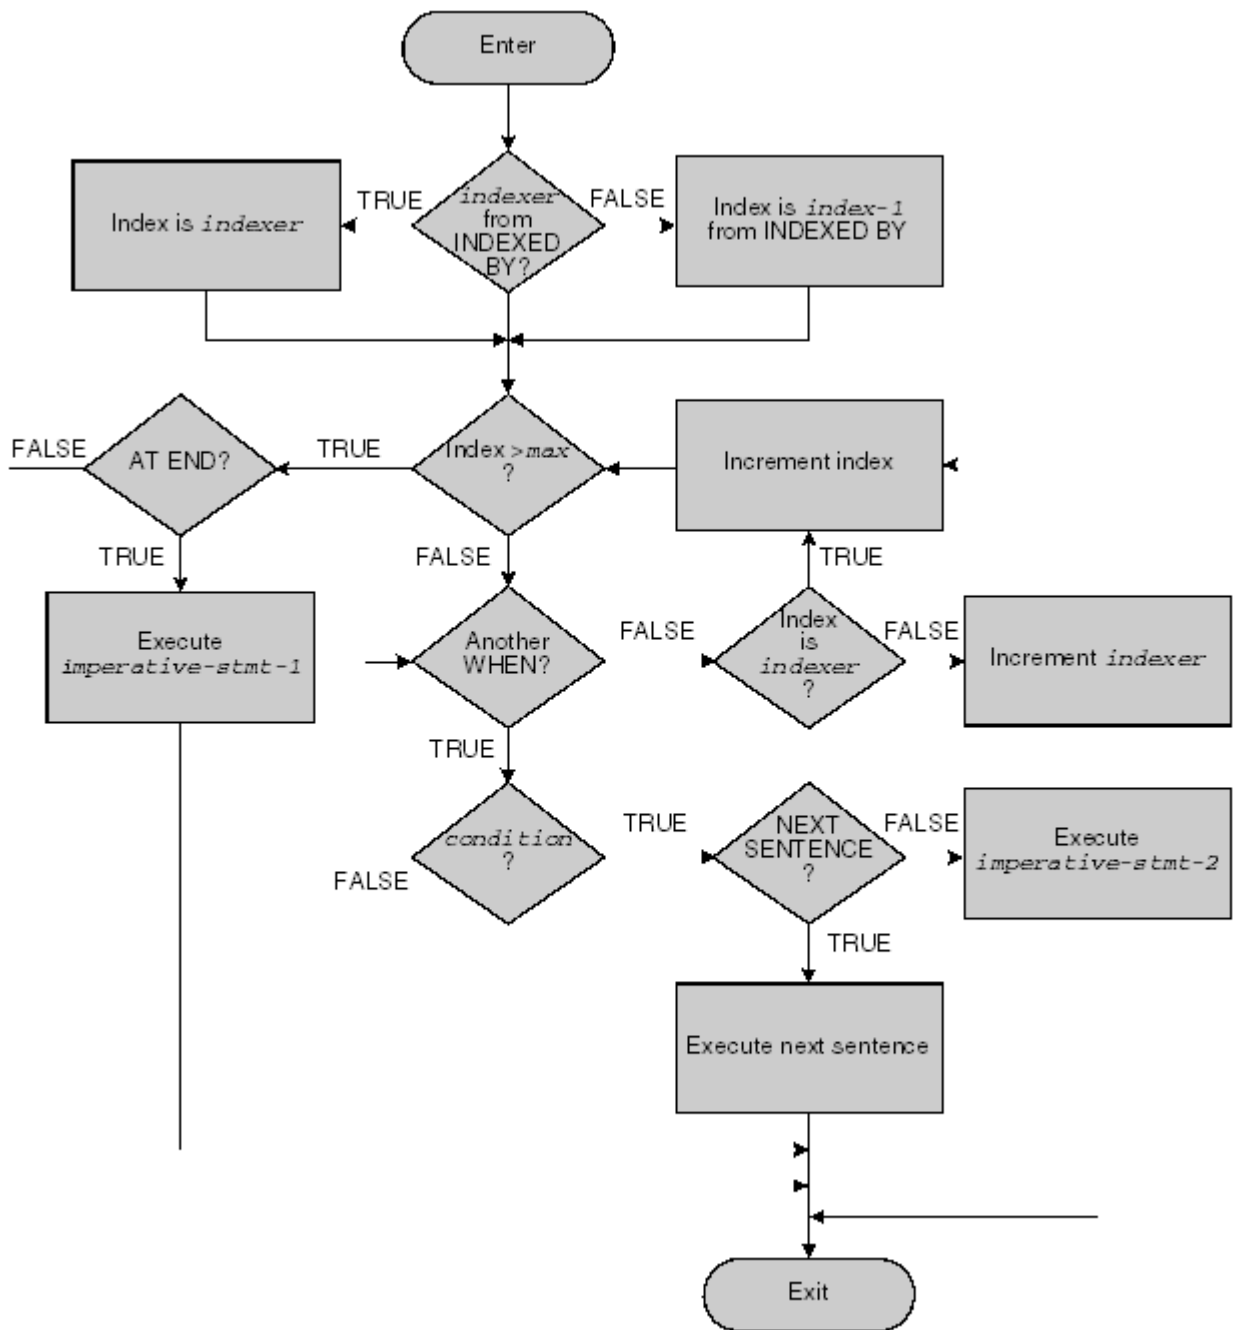 Enter
TRUE
indexer
from
INDEXED
BY?
FALSE
Index is indexer
Index is index-1
from INDEXED BY
FALSE
AT END?
TRUE
Index >max
?
Increment index
TRUE
FALSE
TRUE
Execute
imperative-stmt-1
Another
WHEN?
FALSE
Index
is
indexer
?
FALSE
Increment indexer
TRUE
condition
?
FALSE
TRUE
NEXT
SENTENCE
?
FALSE
Execute
imperative-stmt-2
TRUE
Execute next sentence
Exit